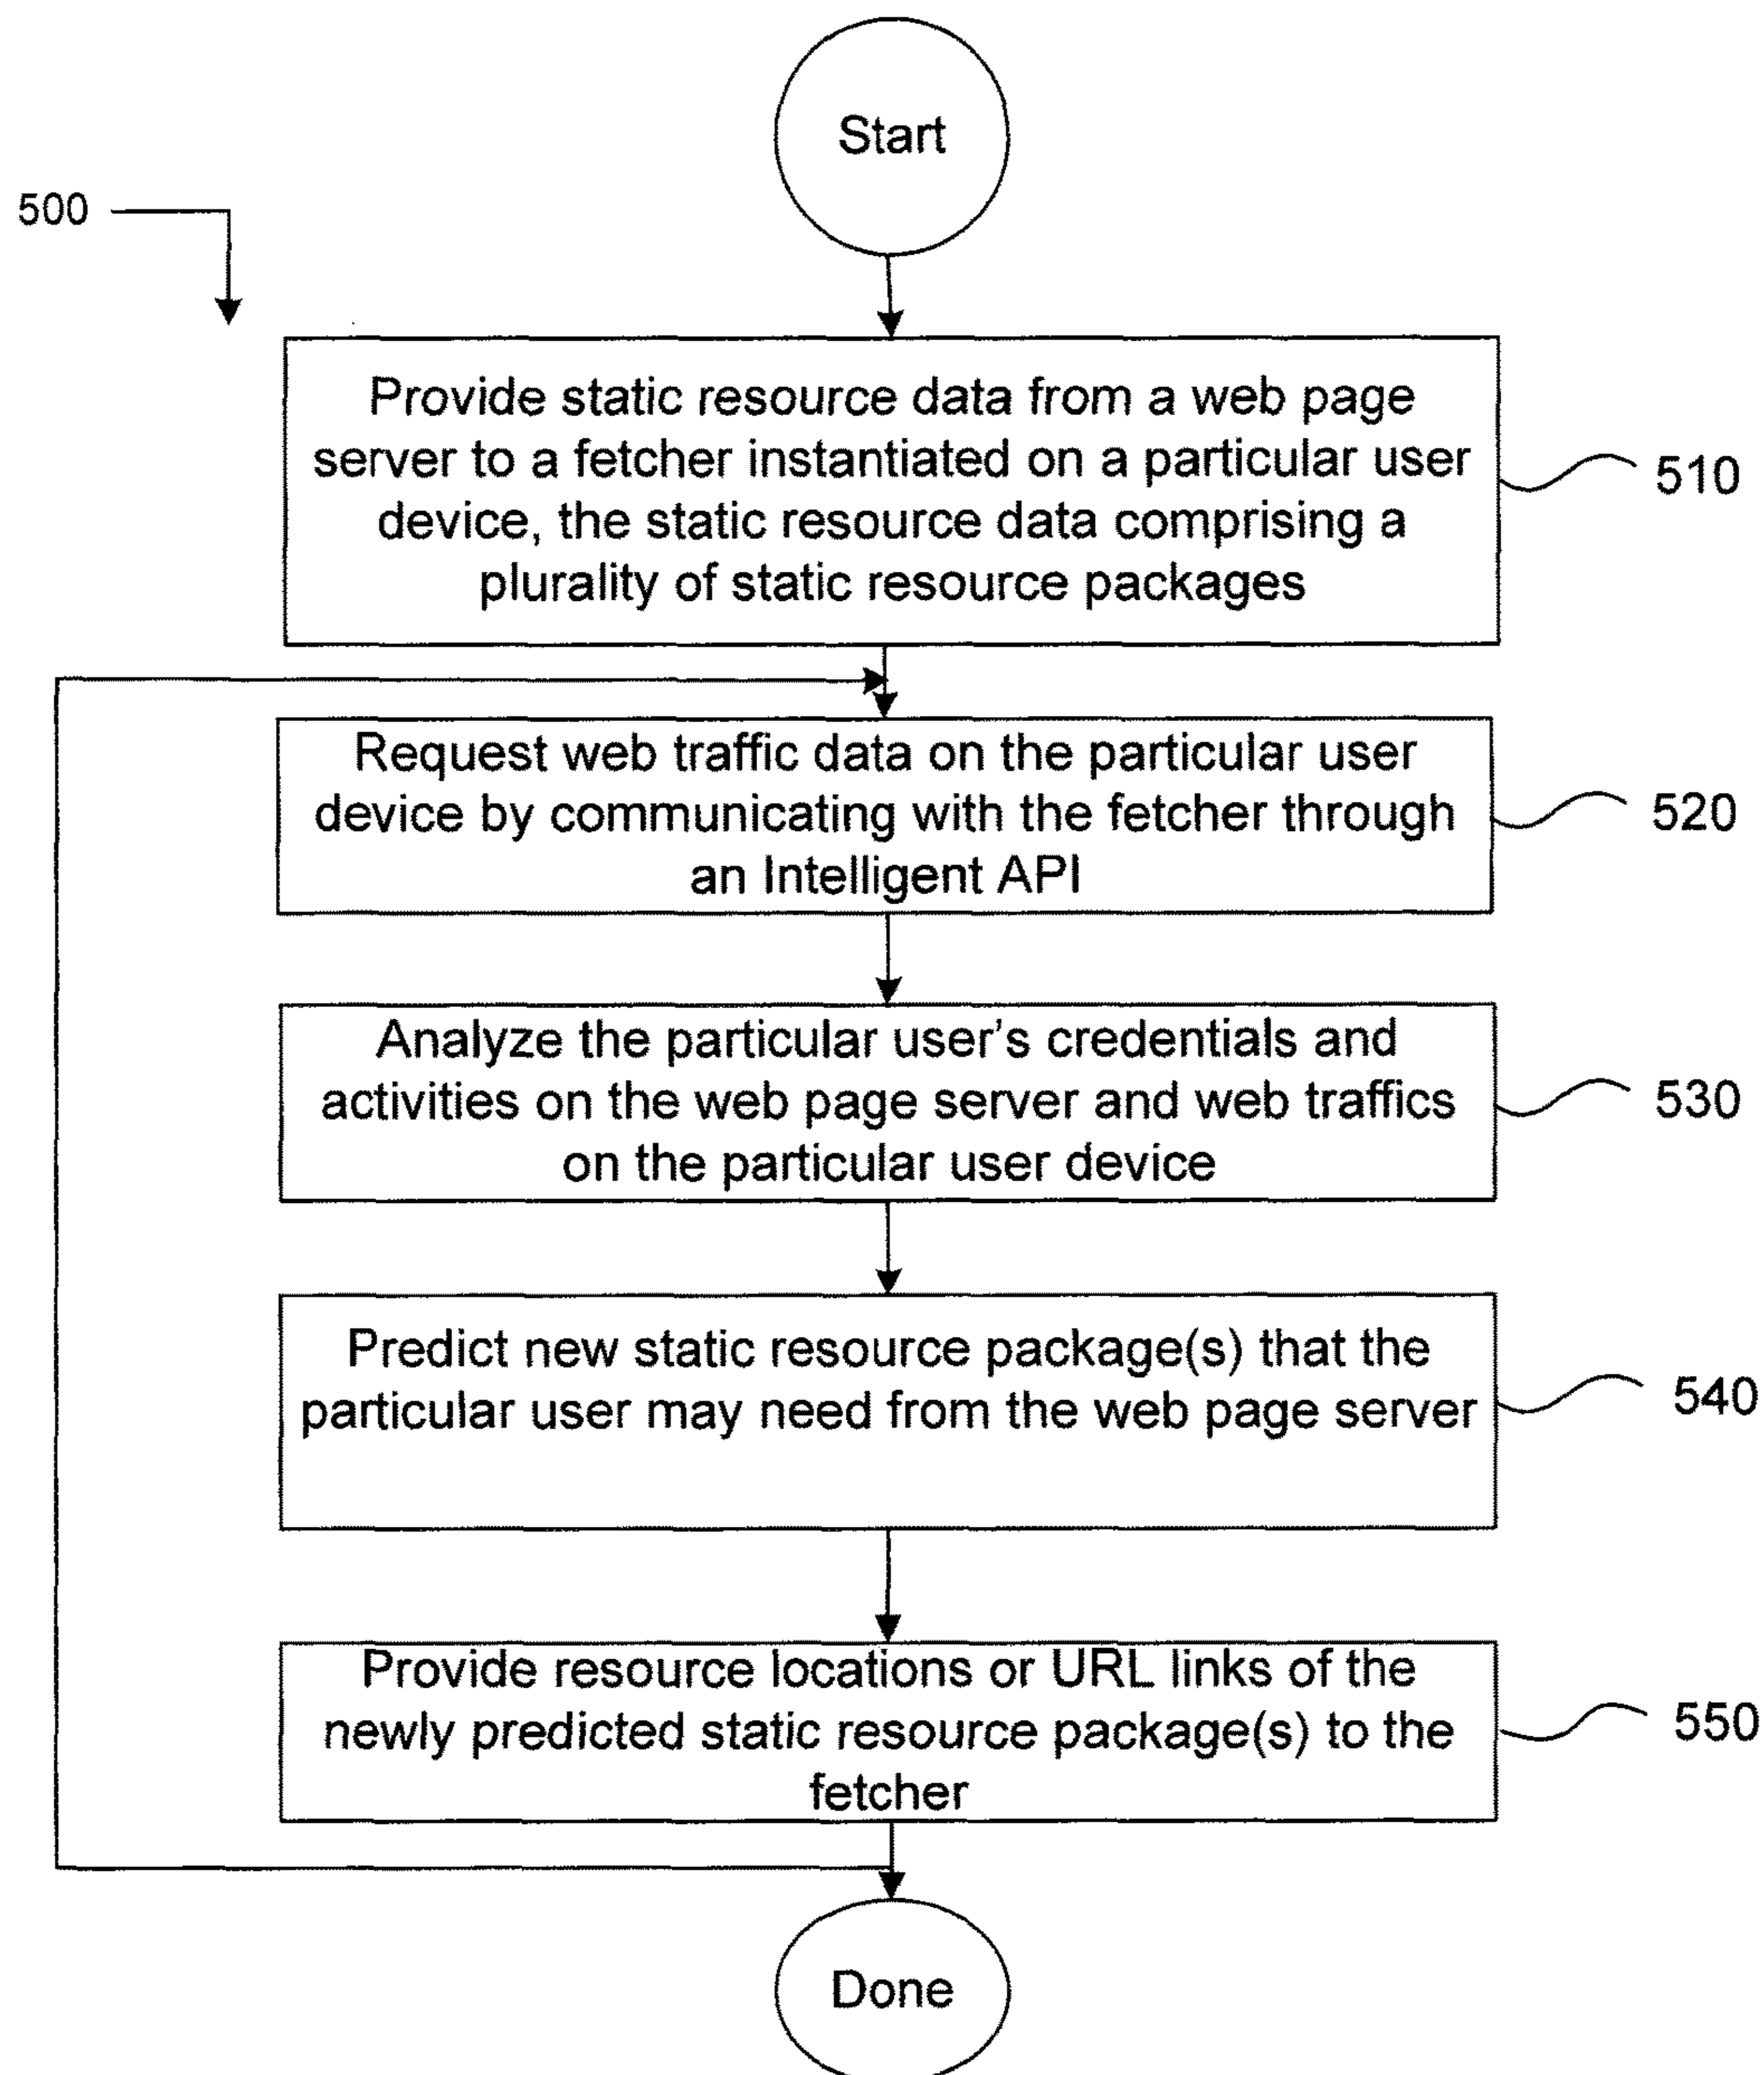 Start
500
Provide static resource data from a web page
server to a fetcher instantiated on a particular user
device, the static resource data comprising a
plurality of static resource packages
510
Request web traffic data on the particular user
device by communicating with the fetcher through
an Intelligent API
520
Analyze the particular user's credentials and
activities on the web page server and web traffics
on the particular user device
530
Predict new static resource package(s) that the
particular user may need from the web page server
540
Provide resource locations or URL links of the
newly predicted static resource package(s) to the
fetcher
550
Done